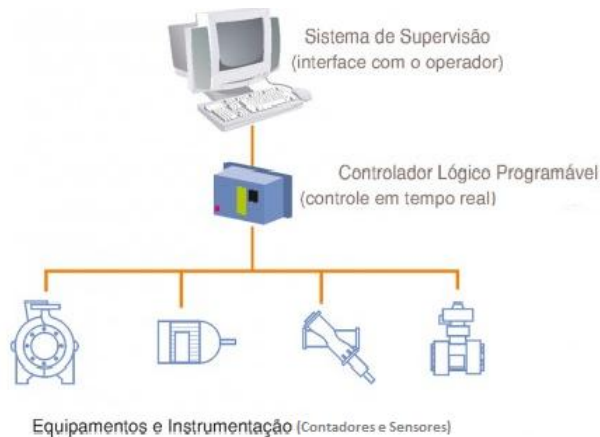 Sistema de Supervisão
(interface com o operador)
Controlador Lógico Programável
(controle em tempo real)
Equipamentos e Instrumentação (Contadores e Sensores)